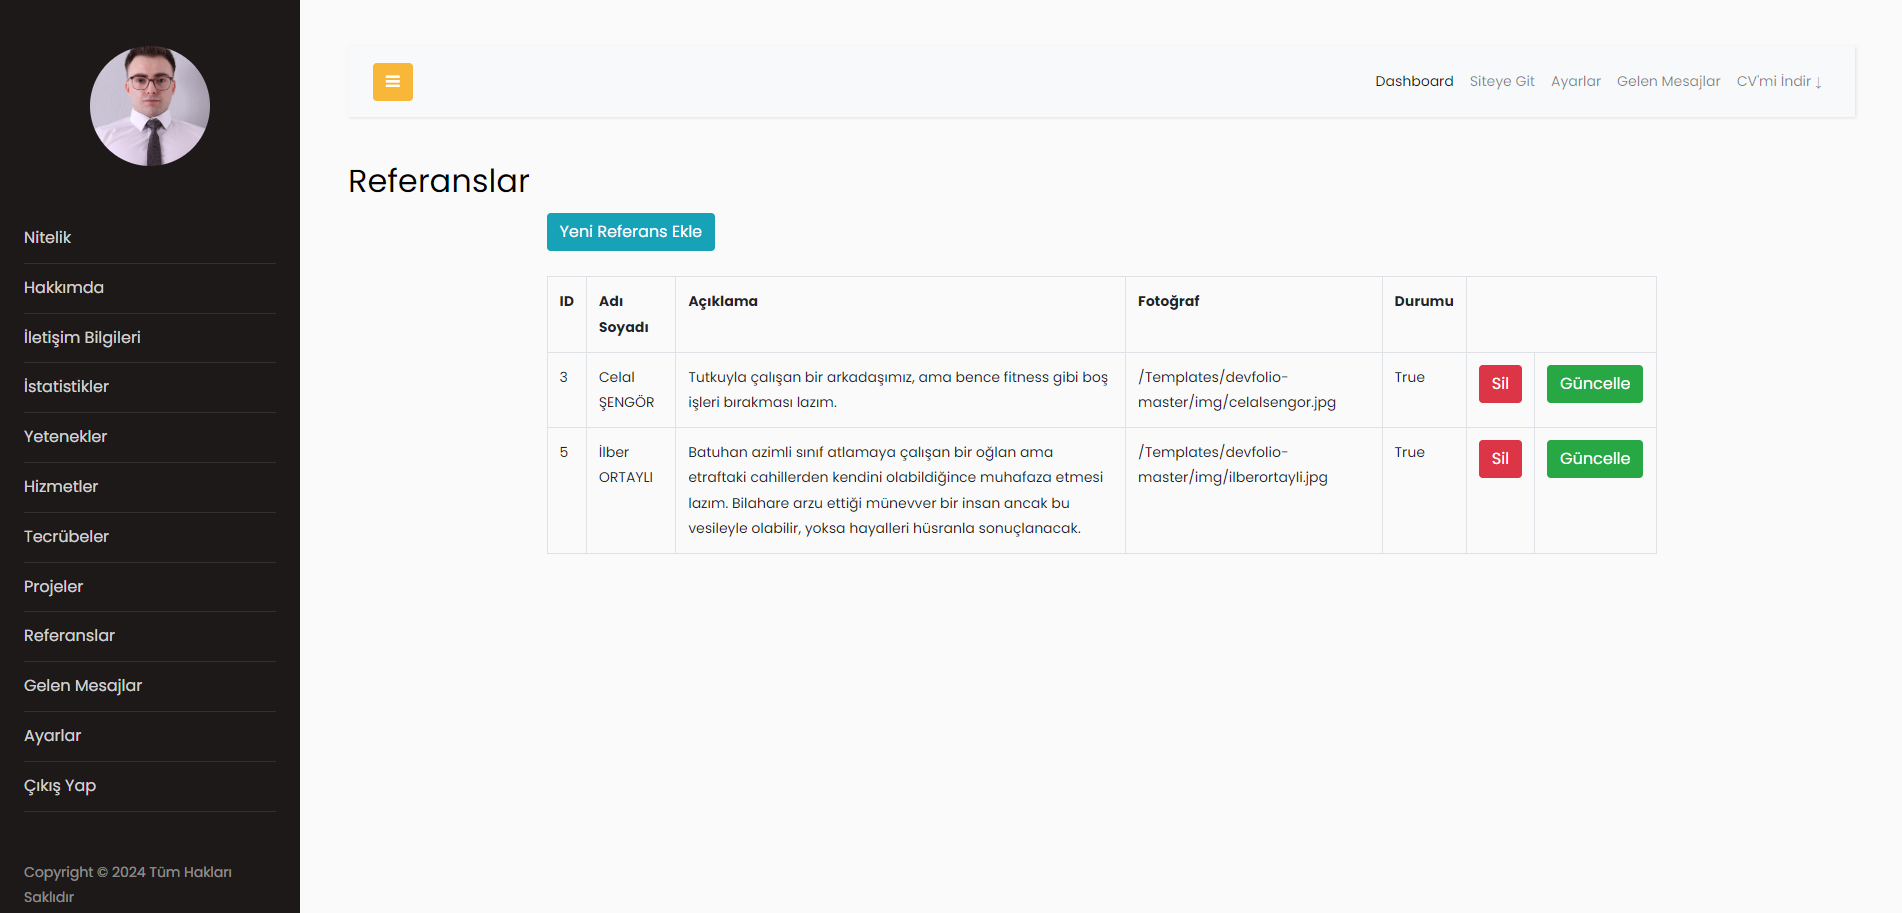 Nitelik
Hakkımda
İletişim Bilgileri
İstatistikler
Yetenekler
Hizmetler
Tecrübeler
Projeler
Referanslar
Gelen Mesajlar
Ayarlar
Çıkış Yap
Copyright © 2024 Tüm Hakları
Saklıdır
Dashboard Siteye Git Ayarlar Gelen Mesajlar CV'mi İndir ↓
Referanslar
Yeni Referans Ekle
ID
Adı
Soyadı
Açıklama
Fotoğraf
Durumu
3
Celal
ŞENGÖR
Tutkuyla çalışan bir arkadaşımız, ama bence fitness gibi boş
işleri bırakması lazım.
/Templates/devfolio-
master/img/celalsengor.jpg
True
Sil
Güncelle
5
İlber
ORTAYLI
Batuhan azimli sınıf atlamaya çalışan bir oğlan ama
etraftaki cahillerden kendini olabildiğince muhafaza etmesi
lazım. Bilahare arzu ettiği münevver bir insan ancak bu
vesileyle olabilir, yoksa hayalleri hüsranla sonuçlanacak.
/Templates/devfolio-
master/img/ilberortayli.jpg
True
Sil
Güncelle